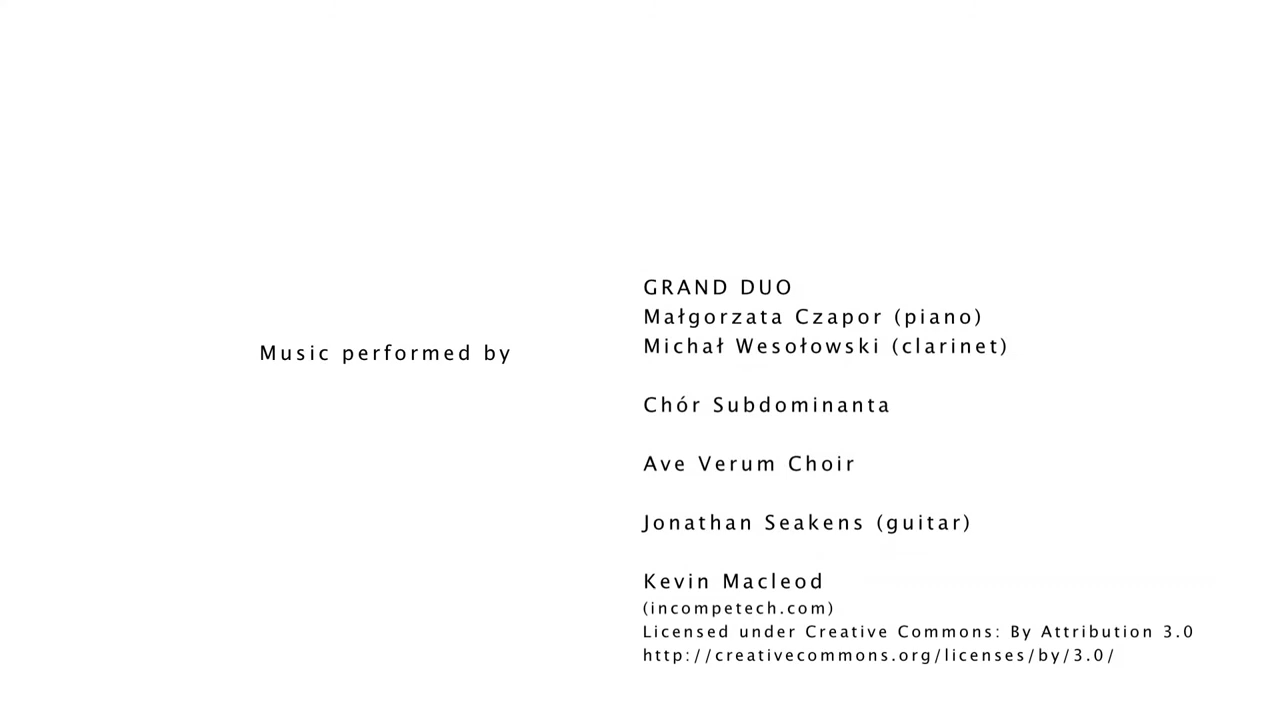 Music performed by
GRAND DUO
Małgorzata Czapor (piano)
Michał Wesołowski (clarinet)
Chór Subdominanta
Ave Verum Choir
Jonathan Seakens (guitar)
Kevin Macleod
(incompetech.com)
Licensed under Creative Commons: By Attribution 3.0
http://creativecommons.org/licenses/by/3.0/